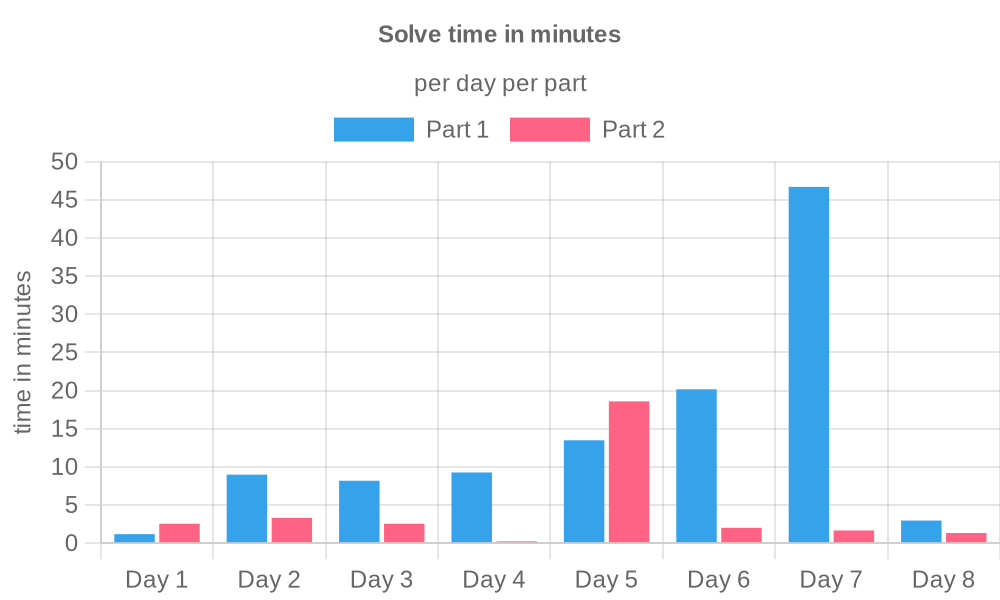 Solve time in minutes
per day per part
Part 1 Part 2
50
45
40
35
30
25
20
15
10
5
0
time in minutes
Day 1 Day 2 Day 3 Day 4 Day 5 Day 6 Day 7 Day 8